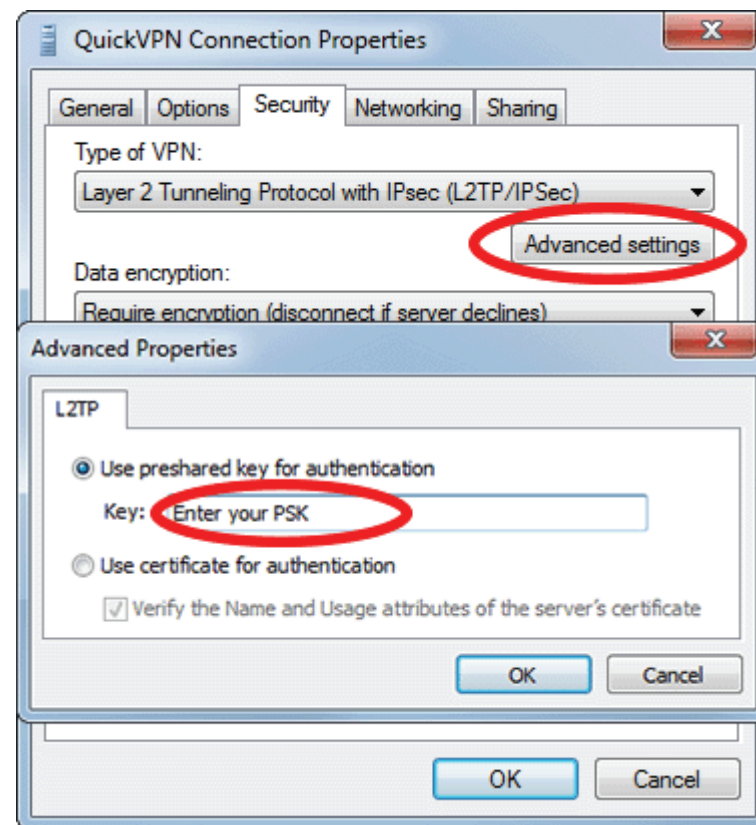 QuickVPN Connection Properties
General Options Security Networking Sharing
Type of VPN:
Layer 2 Tunneling Protocol with IPsec (L2TP/IPSec)
Advanced settings
Data encryption:
Require encryption (disconnect if server declines)
Advanced Properties
L2TP
Use preshared key for authentication
Key: Enter your PSK
Use certificate for authentication
Verify the Name and Usage attributes of the server's certificate
OK Cancel
OK Cancel